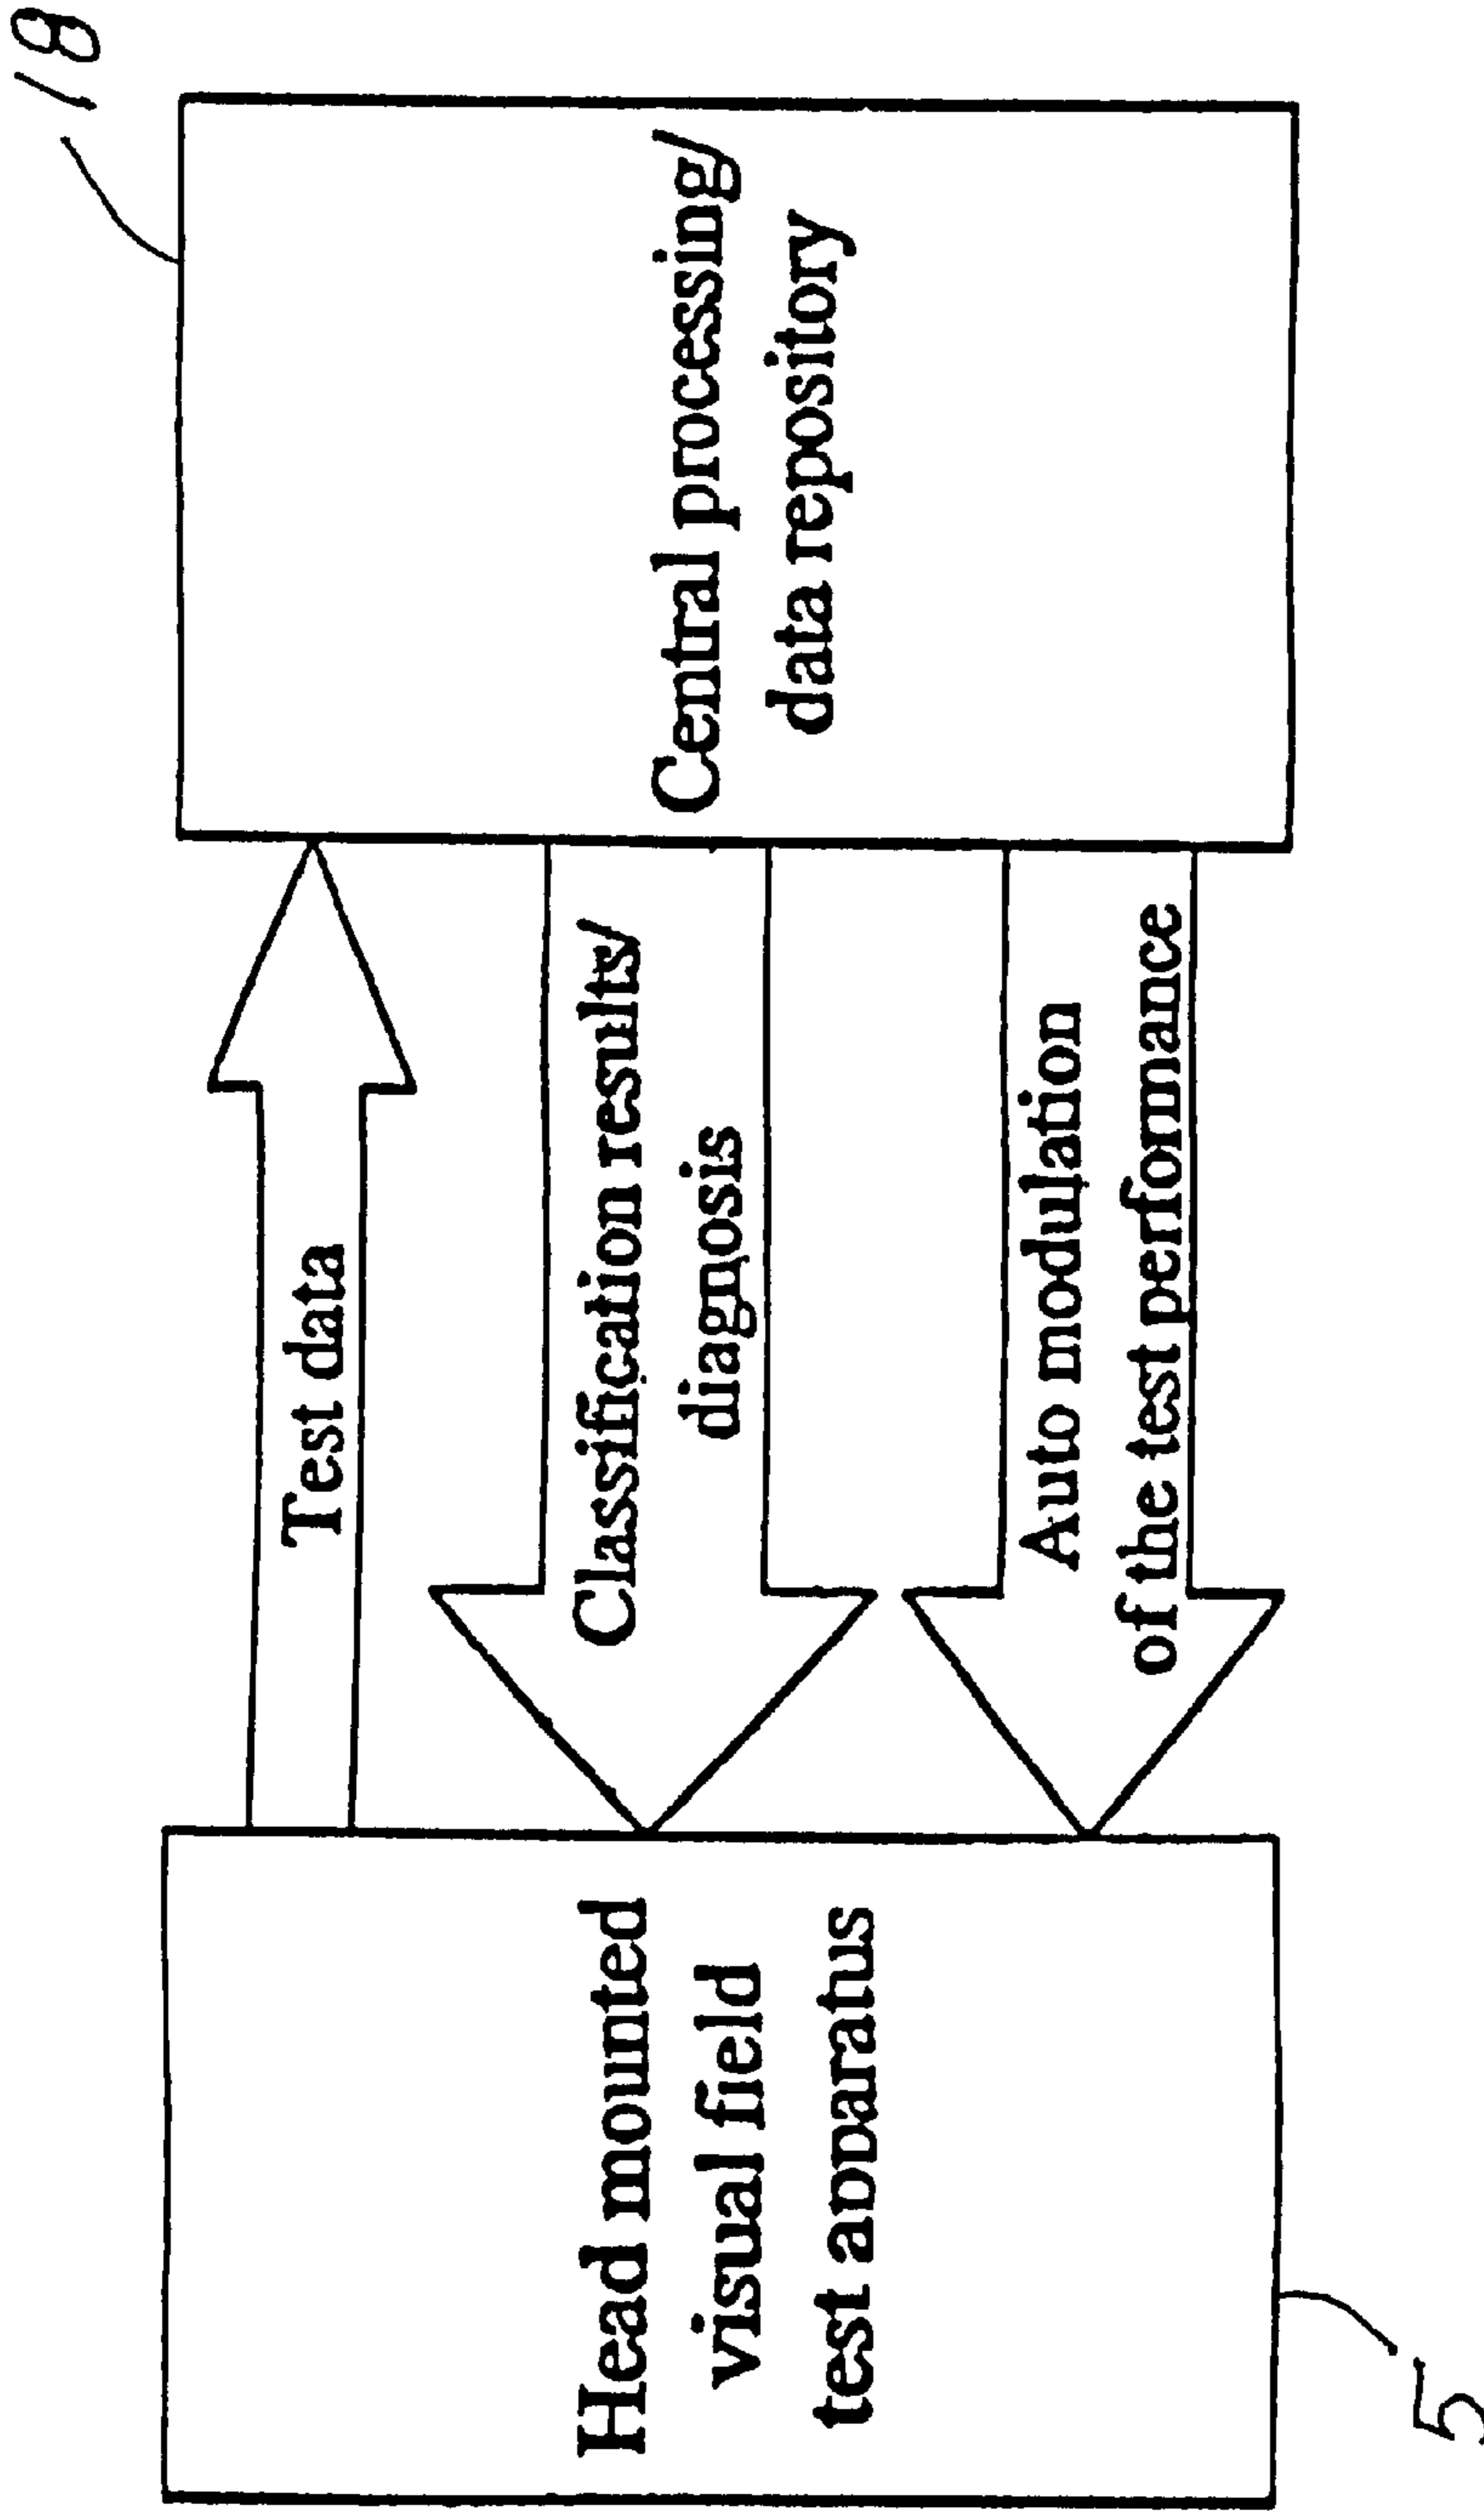 18
Central processing/
data repository
Test data
Classification results/
diagnosis
Auto modulation
of the test performance
Head mounted
visual field
test apparatus
5